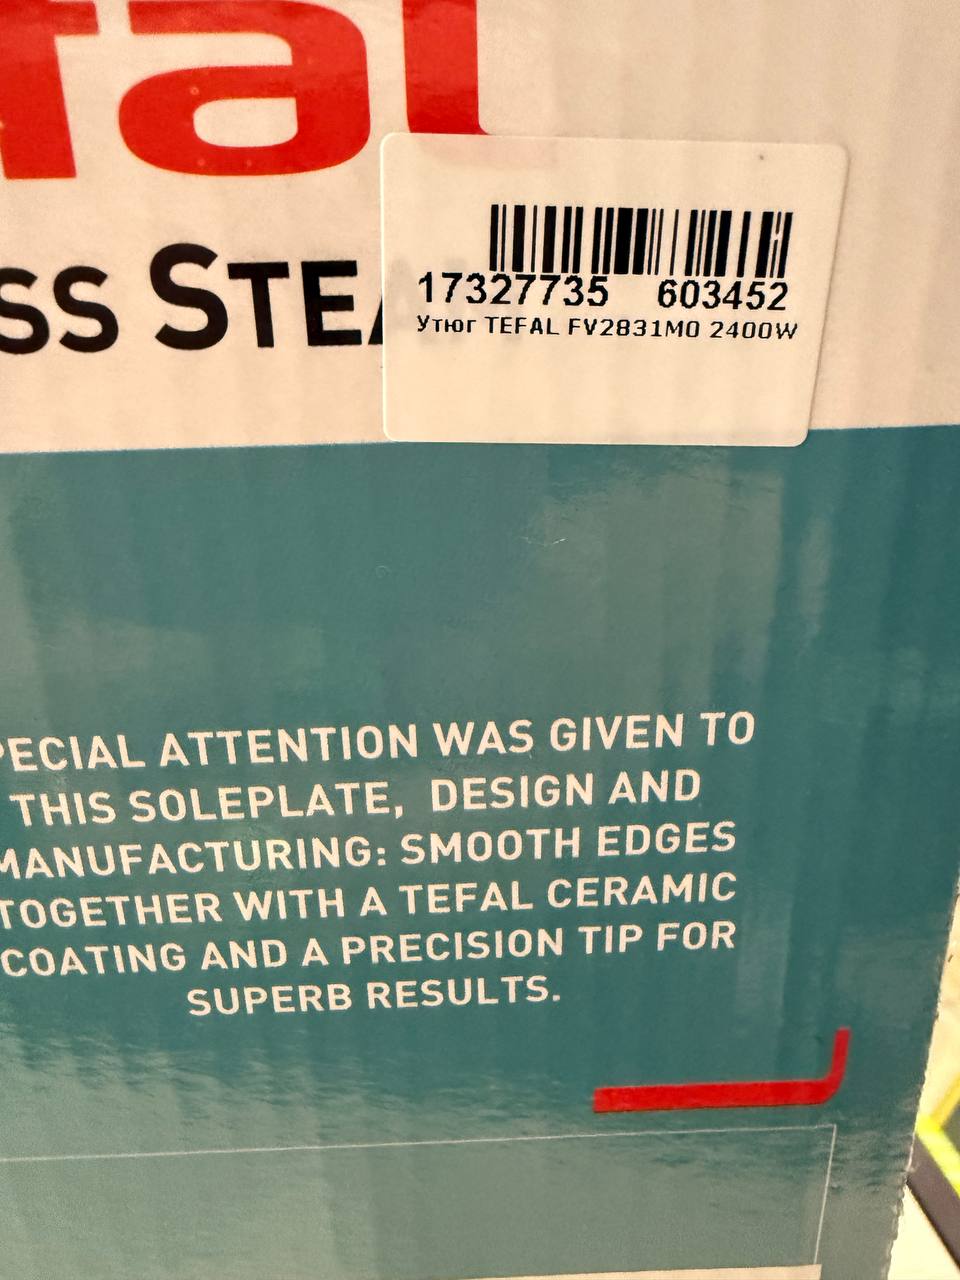 fal
SS STEA
17327735 603452
Утюг TEFAL FV2831M0 2400W
PECIAL ATTENTION WAS GIVEN TO
THIS SOLEPLATE, DESIGN AND
MANUFACTURING: SMOOTH EDGES
TOGETHER WITH A TEFAL CERAMIC
COATING AND A PRECISION TIP FOR
SUPERB RESULTS.